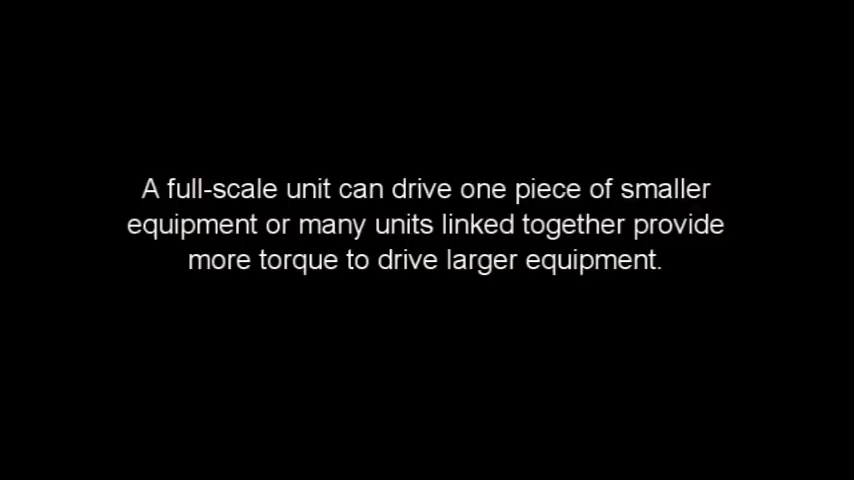 A full-scale unit can drive one piece of smaller
equipment or many units linked together provide
more torque to drive larger equipment.